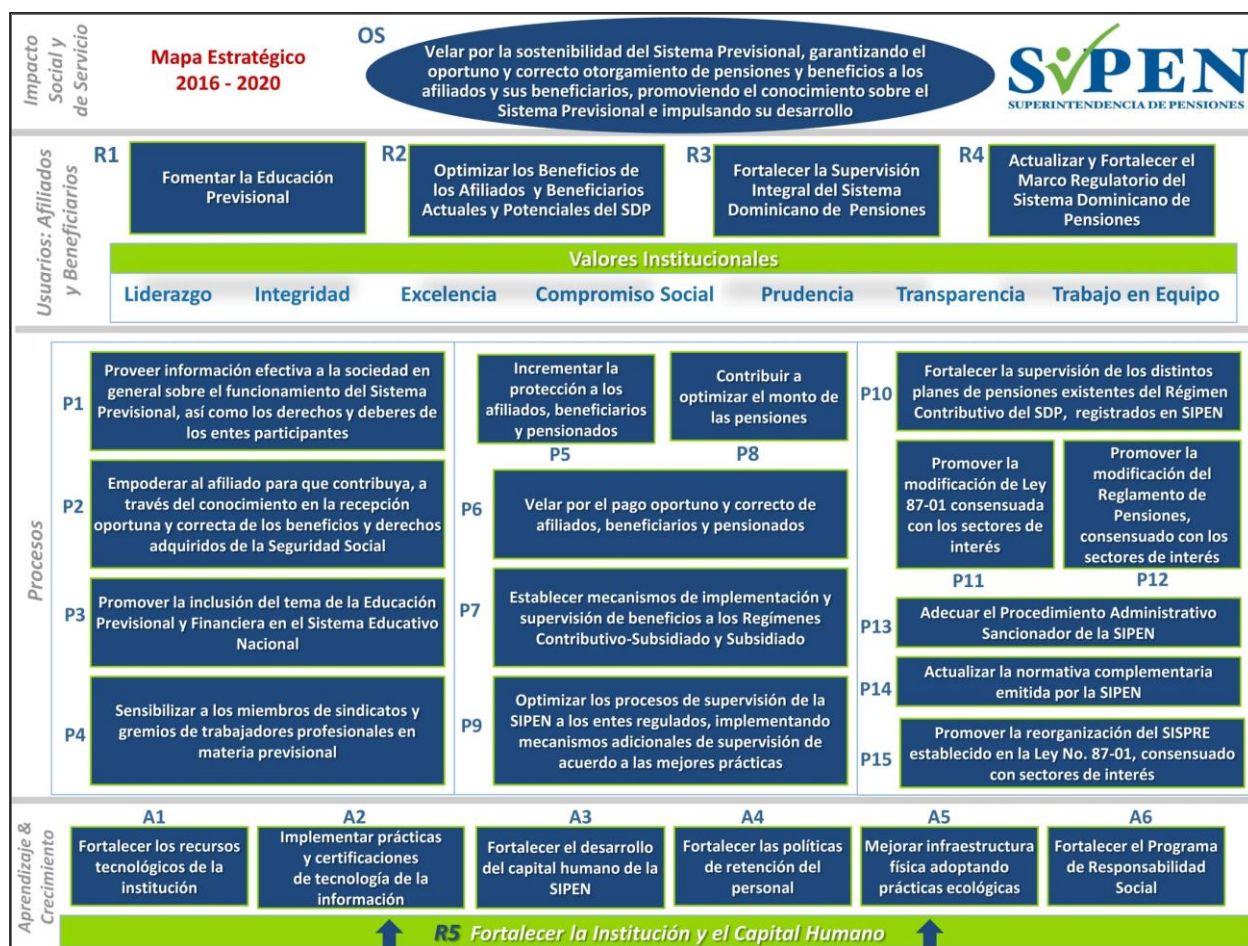 Impacto
Social y
de Servicio
Mapa Estratégico
2016 - 2020
OS
Velar por la sostenibilidad del Sistema Previsional, garantizando el
oportuno y correcto otorgamiento de pensiones y beneficios a los
afiliados y sus beneficiarios, promoviendo el conocimiento sobre el
Sistema Previsional e impulsando su desarrollo
SIPEN
SUPERINTENDENCIA DE PENSIONES
Usuarios: Afiliados
y Beneficiarios
R1
Fomentar la Educación
Previsional
R2
Optimizar los Beneficios de
los Afiliados y Beneficiarios
Actuales y Potenciales del SDP
R3
Fortalecer la Supervisión
Integral del Sistema
Dominicano de Pensiones
R4
Actualizar y Fortalecer el
Marco Regulatorio del
Sistema Dominicano de
Pensiones
Valores Institucionales
Liderazgo Integridad Excelencia Compromiso Social Prudencia Transparencia Trabajo en Equipo
Procesos
P1
Proveer información efectiva a la sociedad en
general sobre el funcionamiento del Sistema
Previsional, así como los derechos y deberes de
los entes participantes
P2
Empoderar al afiliado para que contribuya, a
través del conocimiento en la recepción
oportuna y correcta de los beneficios y derechos
adquiridos de la Seguridad Social
P3
Promover la inclusión del tema de la Educación
Previsional y Financiera en el Sistema Educativo
Nacional
P4
Sensibilizar a los miembros de sindicatos y
gremios de trabajadores profesionales en
materia previsional
Incrementar la
protección a los
afiliados, beneficiarios
y pensionados
P5
Contribuir a
optimizar el monto de
las pensiones
P8
P6
Velar por el pago oportuno y correcto de
afiliados, beneficiarios y pensionados
P7
Establecer mecanismos de implementación y
supervisión de beneficios a los Regímenes
Contributivo-Subsidiado y Subsidiado
P9
Optimizar los procesos de supervisión de la
SIPEN a los entes regulados, implementando
mecanismos adicionales de supervisión de
acuerdo a las mejores prácticas
P10
Fortalecer la supervisión de los distintos
planes de pensiones existentes del Régimen
Contributivo del SDP, registrados en SIPEN
Promover la
modificación de Ley
87-01 consensuada
con los sectores de
interés
P11
Promover la
modificación del
Reglamento de
Pensiones,
consensuado con los
sectores de interés
P12
P13
Adecuar el Procedimiento Administrativo
Sancionador de la SIPEN
P14
Actualizar la normativa complementaria
emitida por la SIPEN
P15
Promover la reorganización del SISPRE
establecido en la Ley No. 87-01, consensuado
con sectores de interés
Aprendizaje &
Crecimiento
A1
Fortalecer los recursos
tecnológicos de la
institución
A2
Implementar prácticas
y certificaciones
de tecnología de la
información
A3
Fortalecer el desarrollo
del capital humano de la
SIPEN
A4
Fortalecer las políticas
de retención del
personal
A5
Mejorar infraestructura
física adoptando
prácticas ecológicas
A6
Fortalecer el Programa
de Responsabilidad
Social
R5 Fortalecer la Institución y el Capital Humano